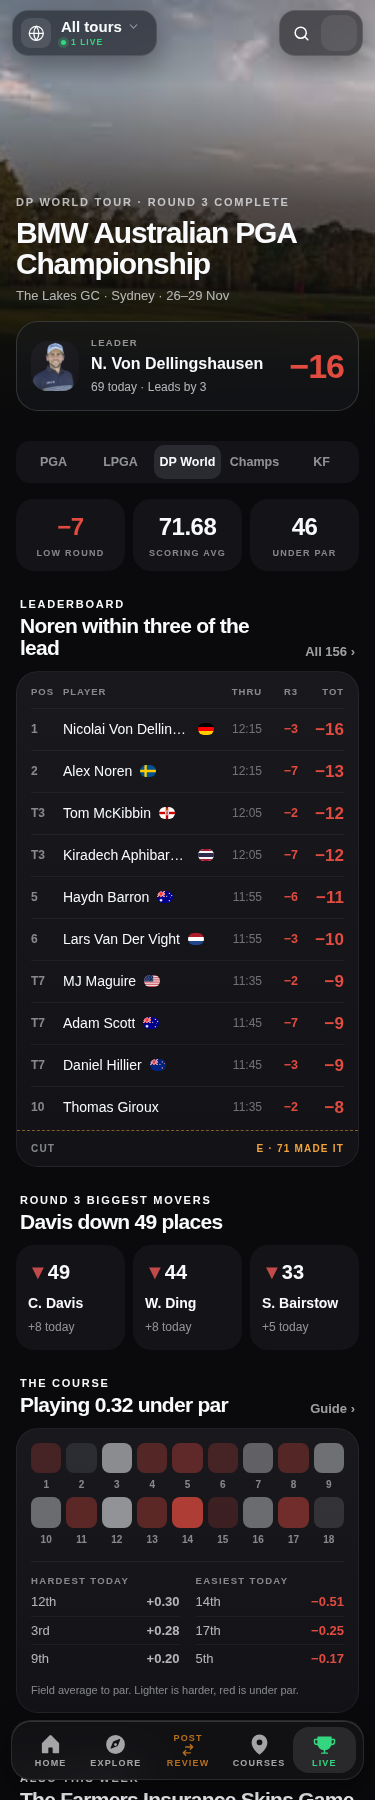 All tours
1 LIVE
DP WORLD TOUR · ROUND 3 COMPLETE
BMW Australian PGA
Championship
The Lakes GC · Sydney · 26–29 Nov
LEADER
N. Von Dellingshausen
69 today · Leads by 3
−16
PGA LPGA DP World Champs KF
−7 71.68 46
LOW ROUND SCORING AVG UNDER PAR
LEADERBOARD
Noren within three of the
lead
All 156 ›
POS PLAYER THRU R3 TOT
1 Nicolai Von Dellin… 12:15 −3 −16
2 Alex Noren 12:15 −7 −13
T3 Tom McKibbin 12:05 −2 −12
T3 Kiradech Aphibar… 12:05 −7 −12
5 Haydn Barron 11:55 −6 −11
6 Lars Van Der Vight 11:55 −3 −10
T7 MJ Maguire 11:35 −2 −9
T7 Adam Scott 11:45 −7 −9
T7 Daniel Hillier 11:45 −3 −9
10 Thomas Giroux 11:35 −2 −8
CUT E · 71 MADE IT
ROUND 3 BIGGEST MOVERS
Davis down 49 places
▼49 ▼44 ▼33
C. Davis W. Ding S. Bairstow
+8 today +8 today +5 today
THE COURSE
Playing 0.32 under par
Guide ›
1 2 3 4 5 6 7 8 9
10 11 12 13 14 15 16 17 18
HARDEST TODAY EASIEST TODAY
12th +0.30 14th −0.51
3rd +0.28 17th −0.25
9th +0.20 5th −0.17
Field average to par. Lighter is harder, red is under par.
POST
HOME EXPLORE REVIEW COURSES LIVE
ALSO THIS WEEK
The Farmers Insurance Skins Game